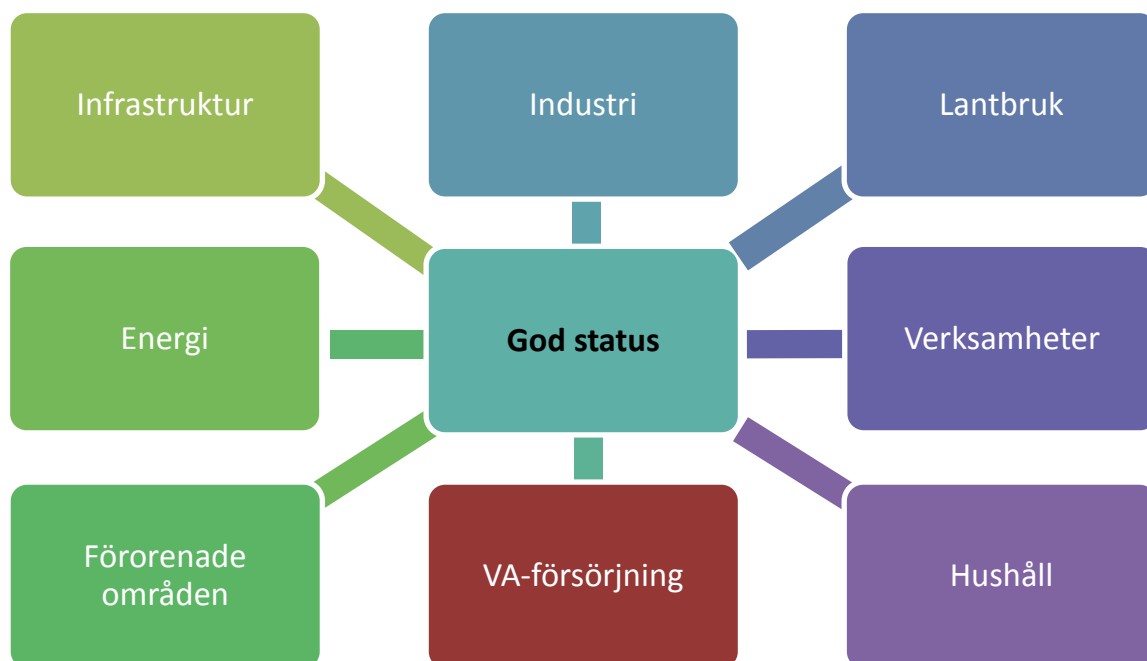 Infrastruktur
Industri
Lantbruk
Energi
God status
Verksamheter
Förorenade
områden
VA-försörjning
Hushåll